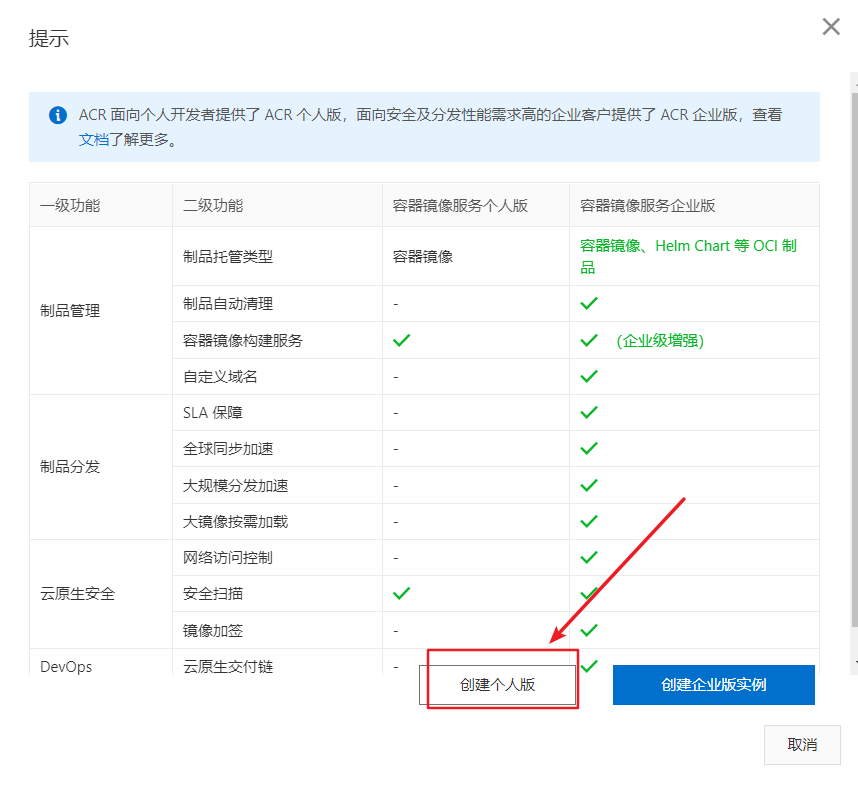 提示
ACR 面向个人开发者提供了 ACR 个人版，面向安全及分发性能需求高的企业客户提供了 ACR 企业版，查看
文档了解更多。
一级功能 二级功能 容器镜像服务个人版 容器镜像服务企业版
制品管理 制品托管类型 容器镜像 容器镜像、Helm Chart 等 OCI 制
品
制品自动清理 -
容器镜像构建服务 (企业级增强)
自定义域名 -
制品分发 SLA 保障 -
全球同步加速 -
大规模分发加速 -
大镜像按需加载 -
云原生安全 网络访问控制 -
安全扫描
镜像加签 -
DevOps 云原生交付链 -
创建个人版 创建企业版实例
取消